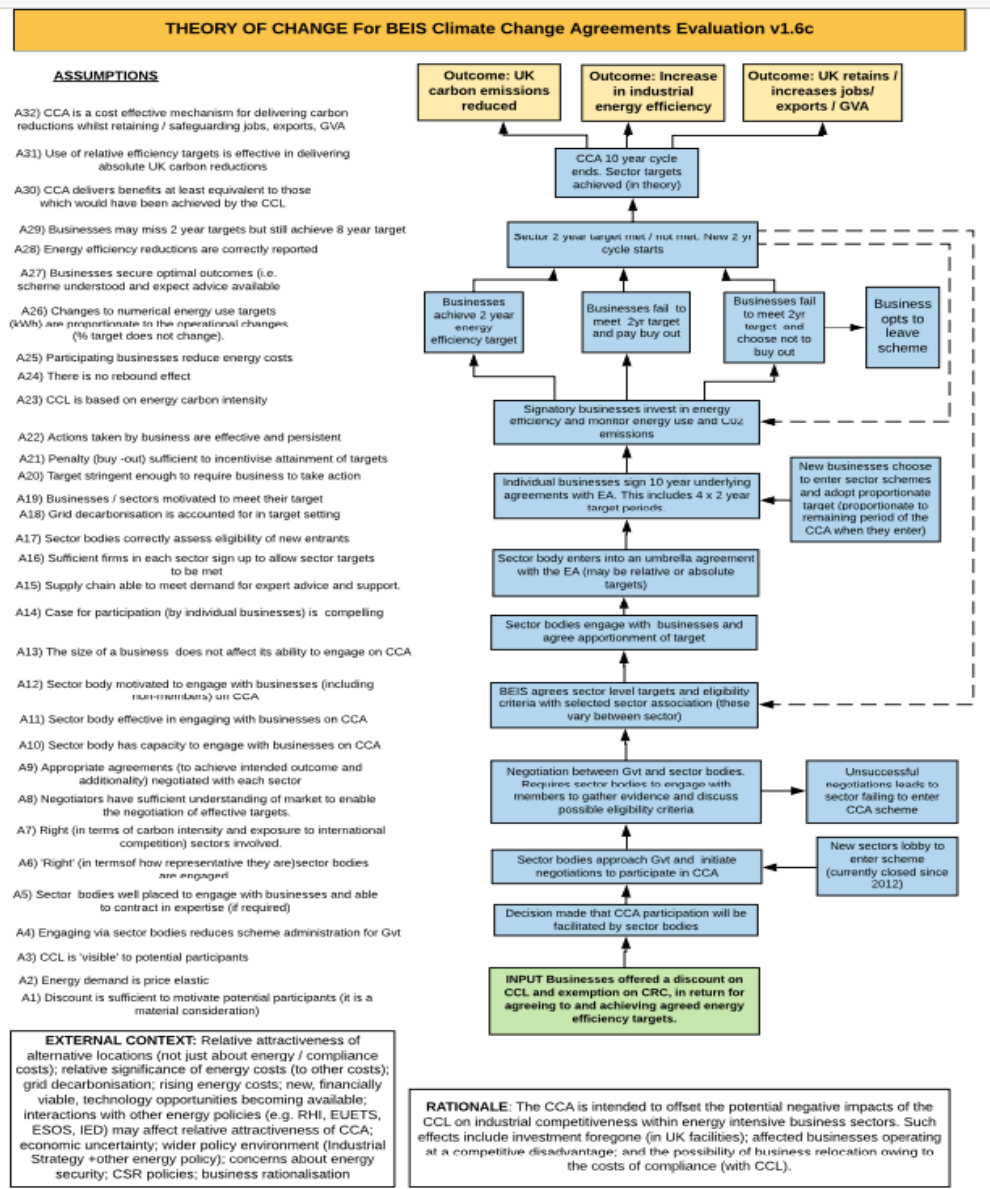 THEORY OF CHANGE For BEIS Climate Change Agreements Evaluation v1.6c
ASSUMPTIONS
A32) CCA is a cost effective mechanism for delivering carbon
reductions whilst retaining / safeguarding jobs, exports, GVA
A31) Use of relative efficiency targets is effective in delivering
absolute UK carbon reductions
A30) CCA delivers benefits at least equivalent to those
which would have been achieved by the CCL
A29) Businesses may miss 2 year targets but still achieve 8 year target
A28) Energy efficiency reductions are correctly reported
A27) Businesses secure optimal outcomes (i.e.
scheme understood and expect advice available
A26) Changes to numerical energy use targets
(kWh) are proportionate to the operational changes
(% target does not change).
A25) Participating businesses reduce energy costs
A24) There is no rebound effect
A23) CCL is based on energy carbon intensity
A22) Actions taken by business are effective and persistent
A21) Penalty (buy -out) sufficient to incentivise attainment of targets
A20) Target stringent enough to require business to take action
A19) Businesses / sectors motivated to meet their target
A18) Grid decarbonisation is accounted for in target setting
A17) Sector bodies correctly assess eligibility of new entrants
A16) Sufficient firms in each sector sign up to allow sector targets
to be met
A15) Supply chain able to meet demand for expert advice and support.
A14) Case for participation (by individual businesses) is compelling
A13) The size of a business does not affect its ability to engage on CCA
A12) Sector body motivated to engage with businesses (including
non-members) on CCA
A11) Sector body effective in engaging with businesses on CCA
A10) Sector body has capacity to engage with businesses on CCA
A9) Appropriate agreements (to achieve intended outcome and
additionality) negotiated with each sector
A8) Negotiators have sufficient understanding of market to enable
the negotiation of effective targets.
A7) Right (in terms of carbon intensity and exposure to international
competition) sectors involved.
A6) 'Right' (in termsof how representative they are)sector bodies
are engaged
A5) Sector bodies well placed to engage with businesses and able
to contract in expertise (if required)
A4) Engaging via sector bodies reduces scheme administration for Gvt
A3) CCL is 'visible' to potential participants
A2) Energy demand is price elastic
A1) Discount is sufficient to motivate potential participants (it is a
material consideration)
EXTERNAL CONTEXT: Relative attractiveness of
alternative locations (not just about energy / compliance
costs); relative significance of energy costs (to other costs);
grid decarbonisation; rising energy costs; new, financially
viable, technology opportunities becoming available;
interactions with other energy policies (e.g. RHI, EUETS,
ESOS, IED) may affect relative attractiveness of CCA;
economic uncertainty; wider policy environment (Industrial
Strategy +other energy policy); concerns about energy
security; CSR policies; business rationalisation
Outcome: UK
carbon emissions
reduced
Outcome: Increase
in industrial
energy efficiency
Outcome: UK retains /
increases jobs/
exports / GVA
CCA 10 year cycle
ends. Sector targets
achieved (in theory)
Sector 2 year target met / not met. New 2 yr
cycle starts
Businesses
achieve 2 year
energy
efficiency target
Businesses fail to
meet 2yr target
and pay buy out
Businesses fail
to meet 2yr
target and
choose not to
buy out
Business
opts to
leave
scheme
Signatory businesses invest in energy
efficiency and monitor energy use and C02
emissions
Individual businesses sign 10 year underlying
agreements with EA. This includes 4 x 2 year
target periods.
New businesses choose
to enter sector schemes
and adopt proportionate
target (proportionate to
remaining period of the
CCA when they enter)
Sector body enters into an umbrella agreement
with the EA (may be relative or absolute
targets)
Sector bodies engage with businesses and
agree apportionment of target
BEIS agrees sector level targets and eligibility
criteria with selected sector association (these
vary between sector)
Negotiation between Gvt and sector bodies.
Requires sector bodies to engage with
members to gather evidence and discuss
possible eligibility criteria
Unsuccessful
negotiations leads to
sector failing to enter
CCA scheme
Sector bodies approach Gvt and initiate
negotiations to participate in CCA
New sectors lobby to
enter scheme
(currently closed since
2012)
Decision made that CCA participation will be
facilitated by sector bodies
INPUT Businesses offered a discount on
CCL and exemption on CRC, in return for
agreeing to and achieving agreed energy
efficiency targets.
RATIONALE: The CCA is intended to offset the potential negative impacts of the
CCL on industrial competitiveness within energy intensive business sectors. Such
effects include investment foregone (in UK facilities); affected businesses operating
at a competitive disadvantage; and the possibility of business relocation owing to
the costs of compliance (with CCL).